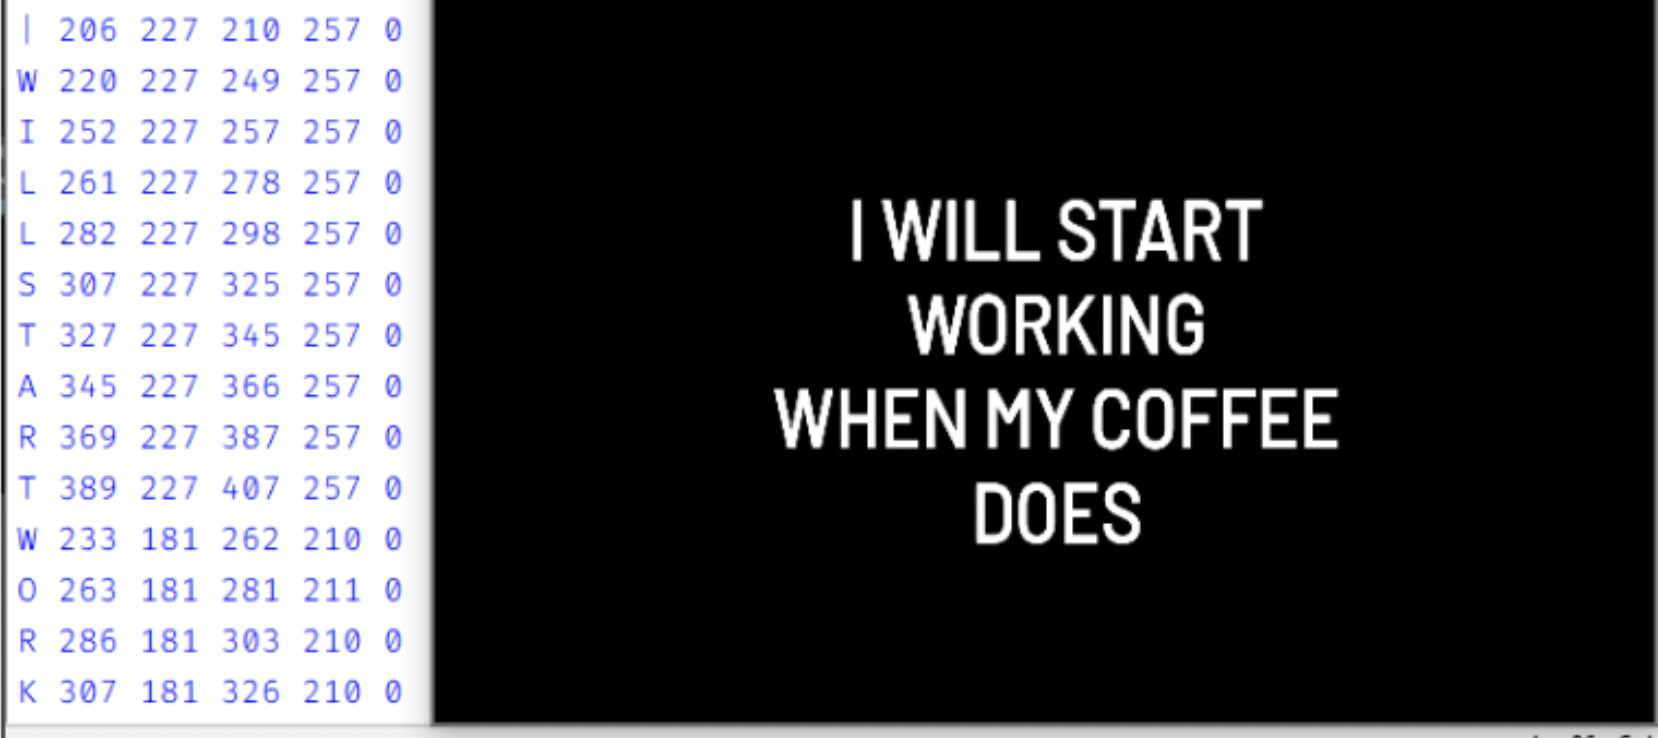 | 206 227 210 257 0
W 220 227 249 257 0
I 252 227 257 257 0
L 261 227 278 257 0
L 282 227 298 257 0
S 307 227 325 257 0
T 327 227 345 257 0
A 345 227 366 257 0
R 369 227 387 257 0
T 389 227 407 257 0
W 233 181 262 210 0
O 263 181 281 211 0
R 286 181 303 210 0
K 307 181 326 210 0
I WILL START
WORKING
WHEN MY COFFEE
DOES